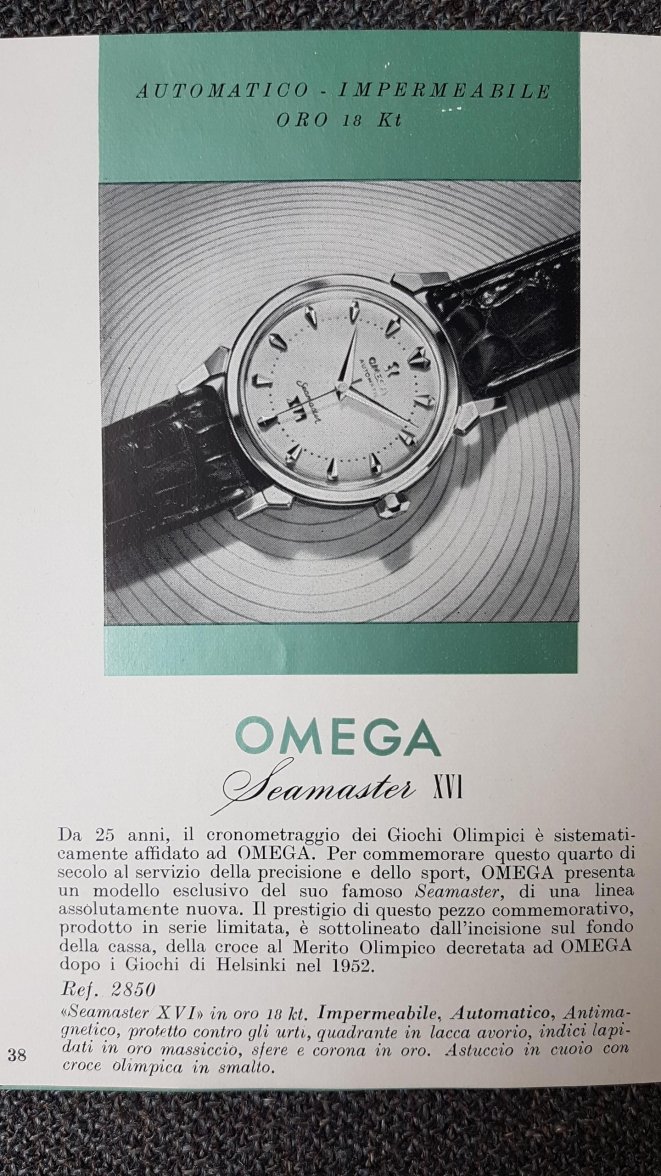 AUTOMATICO - IMPERMEABILE
ORO 18 Kt
Ω
OMEGA
AUTOMATIC
Seamaster
XVI
OMEGA
Seamaster XVI
Da 25 anni, il cronometraggio dei Giochi Olimpici è sistemati-
camente affidato ad OMEGA. Per commemorare questo quarto di
secolo al servizio della precisione e dello sport, OMEGA presenta
un modello esclusivo del suo famoso Seamaster, di una linea
assolutamente nuova. Il prestigio di questo pezzo commemorativo,
prodotto in serie limitata, è sottolineato dall'incisione sul fondo
della cassa, della croce al Merito Olimpico decretata ad OMEGA
dopo i Giochi di Helsinki nel 1952.
Ref. 2850
«Seamaster XVI» in oro 18 kt. Impermeabile, Automatico, Antima-
gnetico, protetto contro gli urti, quadrante in lacca avorio, indici lapi-
dati in oro massiccio, sfere e corona in oro. Astuccio in cuoio con
croce olimpica in smalto.
38